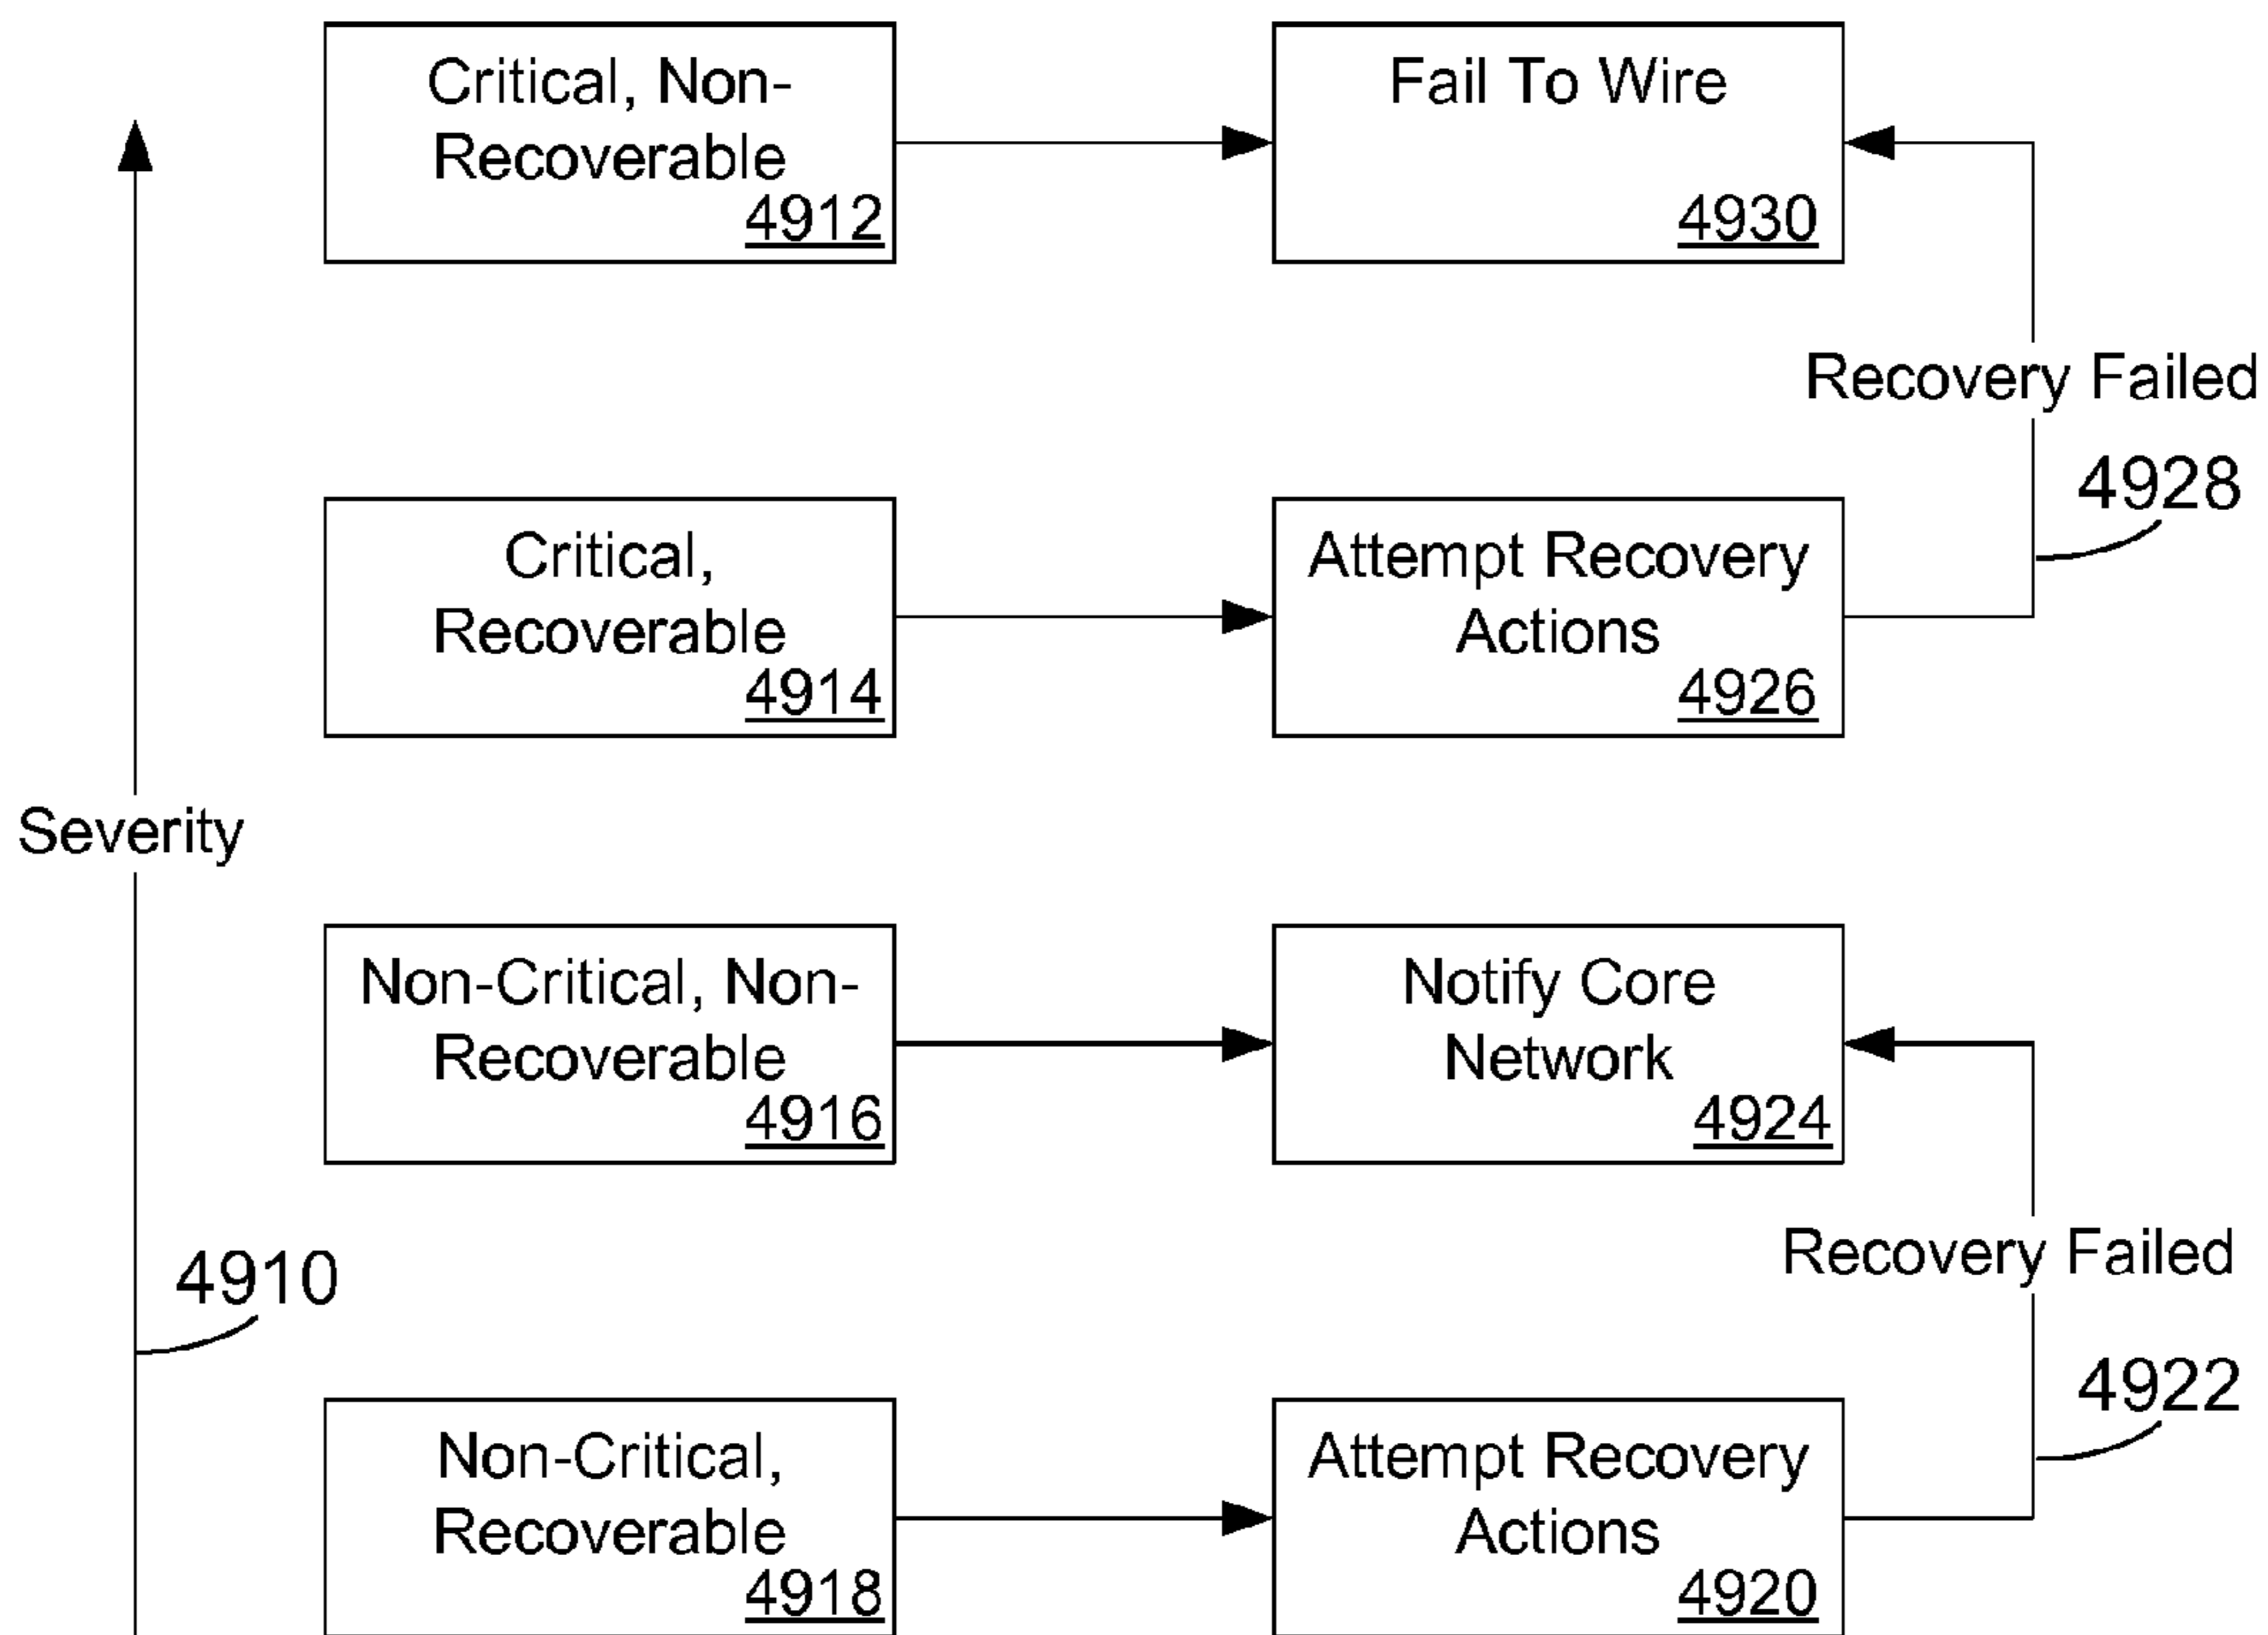 Critical, Non-
Recoverable
4912
Fail To Wire
4930
Recovery Failed
4928
Critical,
Recoverable
4914
Attempt Recovery
Actions
4926
Severity
Non-Critical, Non-
Recoverable
4916
Notify Core
Network
4924
Recovery Failed
4922
4910
Non-Critical,
Recoverable
4918
Attempt Recovery
Actions
4920